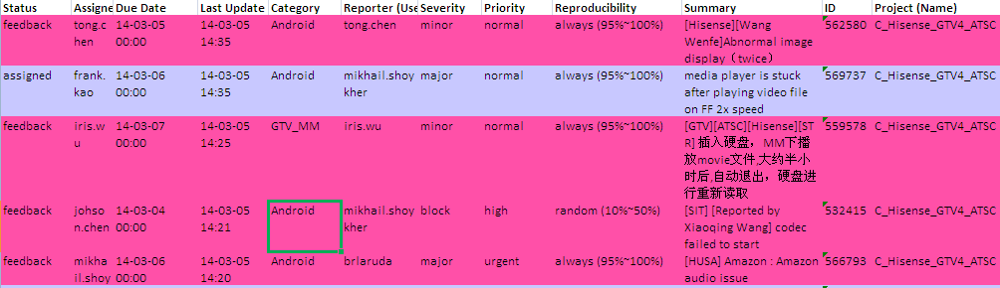 Status Assigne Due Date Last Update Category Reporter (Use Severity Priority Reproducibility Summary ID Project (Name)
feedback tong.c 14-03-05 14-03-05 Android tong.chen minor normal always (95%~100%) [Hisense][Wang 562580 C_Hisense_GTV4_ATSC
hen 00:00 14:35 Wenfe]Abnormal image
display（twice）
assigned frank. 14-03-06 14-03-05 Android mikhail.shoy major normal always (95%~100%) media player is stuck 569737 C_Hisense_GTV4_ATSC
kao 00:00 14:35 kher after playing video file
on FF 2x speed
feedback iris.w 14-03-07 14-03-05 GTV_MM iris.wu minor normal always (95%~100%) [GTV][ATSC][Hisense][ST 559578 C_Hisense_GTV4_ATSC
u 00:00 14:25 R] 插入硬盘，MM下播
放movie文件,大约半小
时后,自动退出，硬盘进
行重新读取
feedback johso 14-03-04 14-03-05 Android mikhail.shoy block high random (10%~50%) [SIT] [Reported by 532415 C_Hisense_GTV4_ATSC
n.chen 00:00 14:21 kher Xiaoqing Wang] codec
failed to start
feedback mikha 14-03-06 14-03-05 Android brlaruda major urgent always (95%~100%) [HUSA] Amazon : Amazon 566793 C_Hisense_GTV4_ATSC
il.shoy 00:00 14:20 audio issue